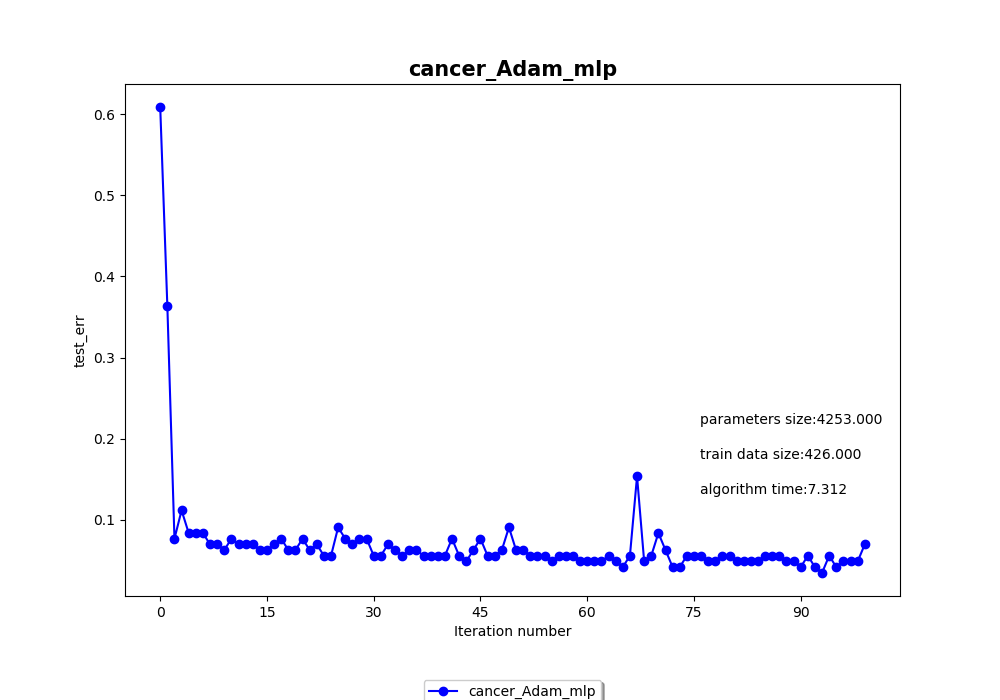 cancer_Adam_mlp
0.6
0.5
0.4
0.3
0.2
0.1
test_err
parameters size:4253.000
train data size:426.000
algorithm time:7.312
0 15 30 45 60 75 90
Iteration number
cancer_Adam_mlp